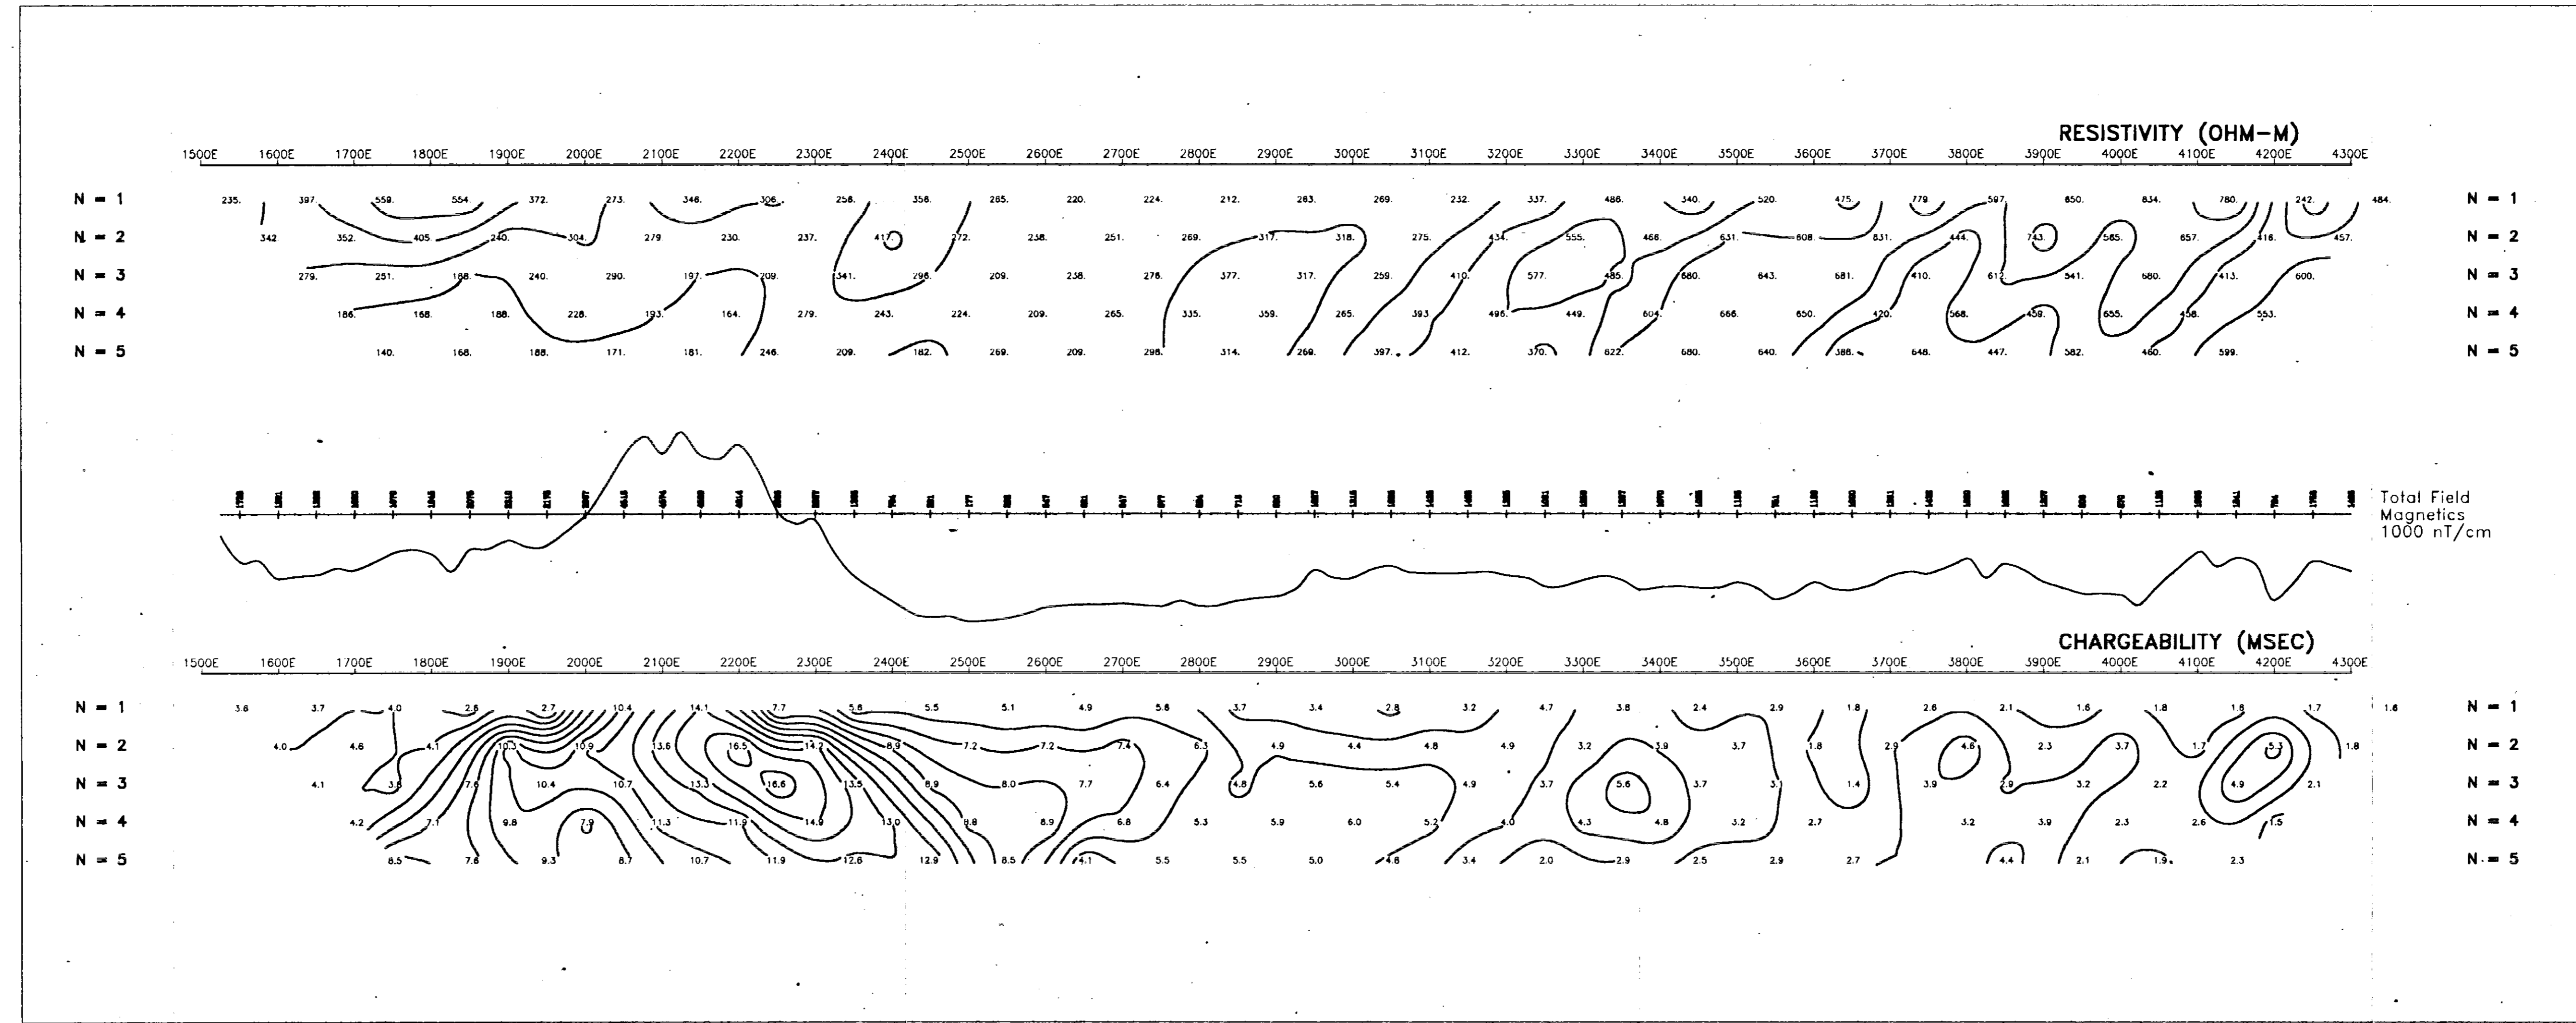 RESISTIVITY (OHM-M)
1500E 1600E 1700E 1800E 1900E 2000E 2100E 2200E 2300E 2400E 2500E 2600E 2700E 2800E 2900E 3000E 3100E 3200E 3300E 3400E 3500E 3600E 3700E 3800E 3900E 4000E 4100E 4200E 4300E
N = 1 235. 397. 559. 554. 372. 273. 346. 306. 256. 356. 265. 220. 224. 212. 263. 269. 232. 337. 486. 340. 520. 475. 779. 597. 650. 634. 780. 242. 484. N = 1
N = 2 342. 352. 405. 240. 304. 279. 230. 237. 417. 272. 238. 251. 269. 317. 318. 275. 434. 555. 466. 631. 608. 631. 444. 743. 565. 657. 416. 457. N = 2
N = 3 279. 251. 188. 240. 290. 197. 209. 341. 296. 209. 238. 276. 377. 317. 259. 410. 577. 485. 680. 643. 681. 410. 612. 541. 680. 413. 600. N = 3
N = 4 186. 168. 188. 228. 193. 164. 279. 243. 224. 209. 265. 335. 359. 265. 393. 496. 449. 604. 666. 650. 420. 568. 459. 655. 458. 553. N = 4
N = 5 140. 168. 188. 171. 181. 246. 209. 182. 269. 209. 298. 314. 269. 397. 412. 370. 622. 680. 640. 386. 648. 447. 582. 460. 599. N = 5
Total Field
Magnetics
1000 nT/cm
CHARGEABILITY (MSEC)
1500E 1600E 1700E 1800E 1900E 2000E 2100E 2200E 2300E 2400E 2500E 2600E 2700E 2800E 2900E 3000E 3100E 3200E 3300E 3400E 3500E 3600E 3700E 3800E 3900E 4000E 4100E 4200E 4300E
N = 1 3.6 3.7 4.0 2.6 2.7 10.4 14.1 7.7 5.6 5.5 5.1 4.9 5.6 3.7 3.4 2.8 3.2 4.7 3.8 2.4 2.9 1.8 2.6 2.1 1.6 1.8 1.6 1.7 1.6 N = 1
N = 2 4.0 4.6 4.1 10.3 10.9 13.6 16.5 14.2 8.9 7.2 7.2 7.4 6.3 4.9 4.4 4.8 4.9 3.2 3.9 3.7 1.8 2.9 4.6 2.3 3.7 1.7 5.3 1.8 N = 2
N = 3 4.1 3.8 7.6 10.4 10.7 13.3 16.6 13.5 8.9 8.0 7.7 6.4 4.8 5.6 5.4 4.9 3.7 5.6 3.7 3.1 1.4 3.9 2.9 3.2 2.2 4.9 2.1 N = 3
N = 4 4.2 7.1 9.8 7.9 11.3 11.9 14.9 13.0 8.8 8.9 6.8 5.3 5.9 6.0 5.2 4.0 4.3 4.8 3.2 2.7 3.2 3.9 2.3 2.6 1.5 N = 4
N = 5 8.5 7.6 9.3 8.7 10.7 11.9 12.6 12.9 8.5 4.1 5.5 5.5 5.0 4.6 3.4 2.0 2.9 2.5 2.9 2.7 4.4 2.1 1.9 2.3 N = 5